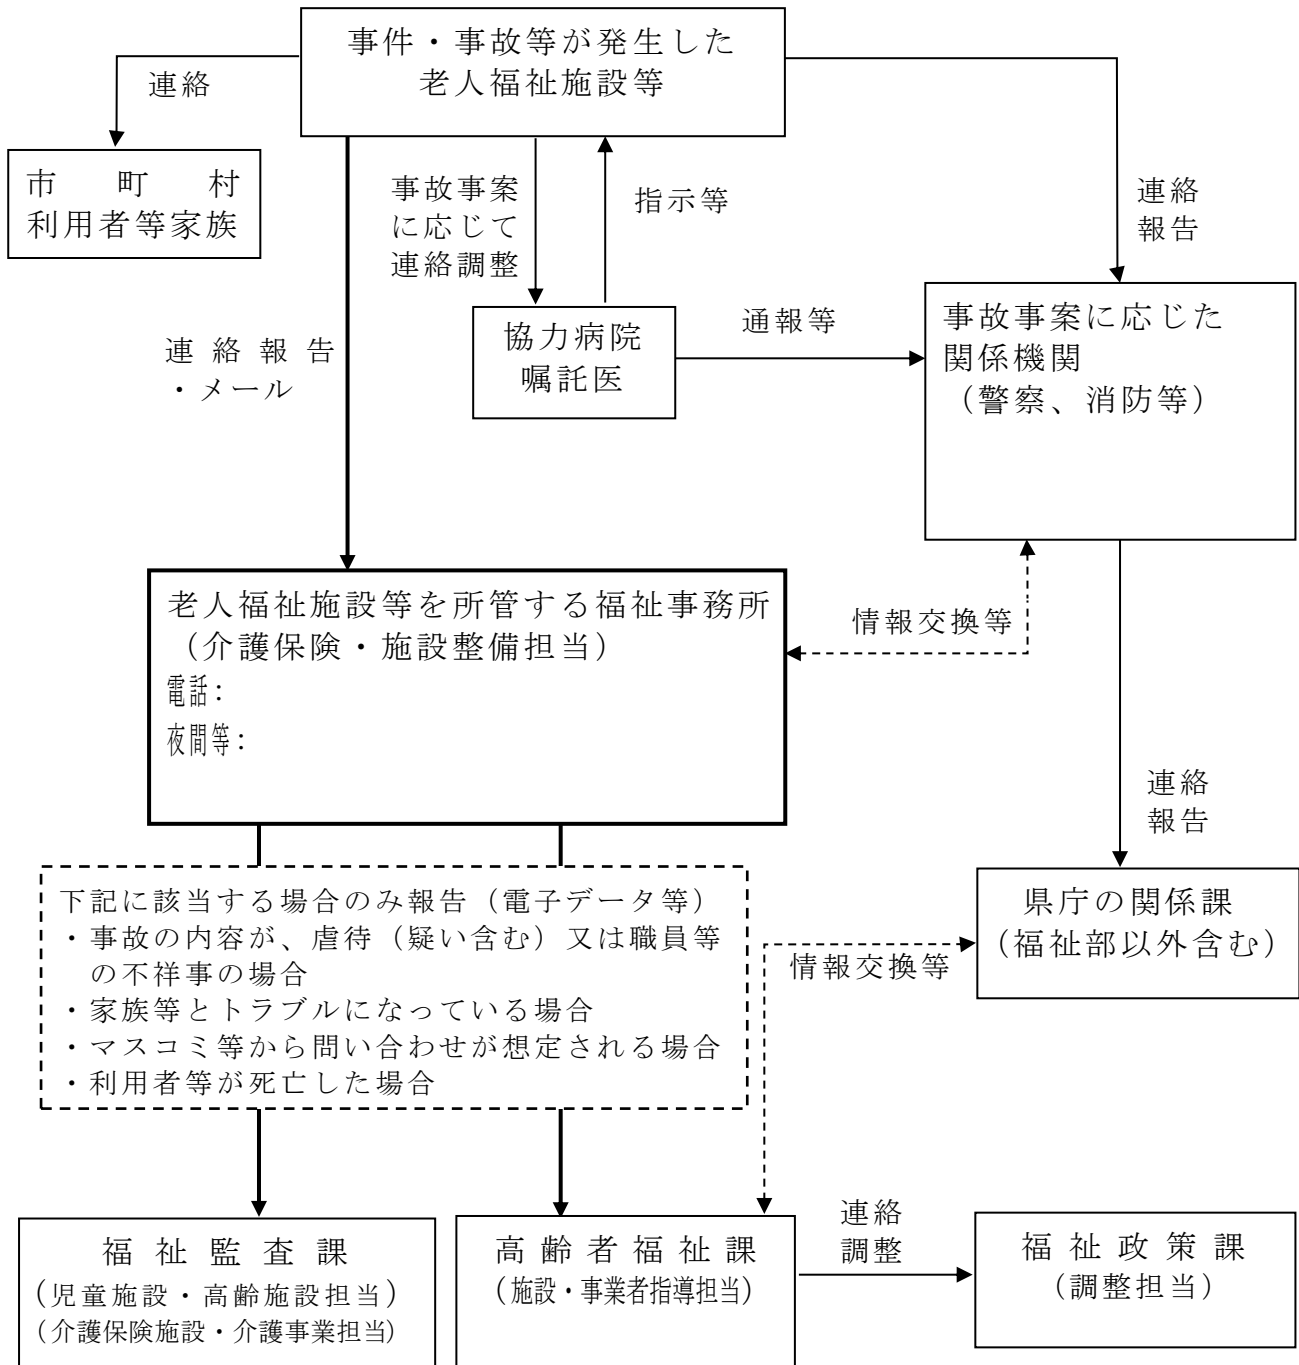 事件・事故等が発生した
老人福祉施設等
連絡
市　町　村
利用者等家族
事故事案
に応じて
連絡調整
指示等
連絡
報告
協力病院
嘱託医
通報等
事故事案に応じた
関係機関
（警察、消防等）
連絡報告
・メール
老人福祉施設等を所管する福祉事務所
（介護保険・施設整備担当）
電話：
夜間等：
情報交換等
連絡
報告
下記に該当する場合のみ報告（電子データ等）
・事故の内容が、虐待（疑い含む）又は職員等
の不祥事の場合
・家族等とトラブルになっている場合
・マスコミ等から問い合わせが想定される場合
・利用者等が死亡した場合
情報交換等
県庁の関係課
（福祉部以外含む）
福祉監査課
（児童施設・高齢施設担当）
（介護保険施設・介護事業担当）
高齢者福祉課
（施設・事業者指導担当）
連絡
調整
福祉政策課
（調整担当）